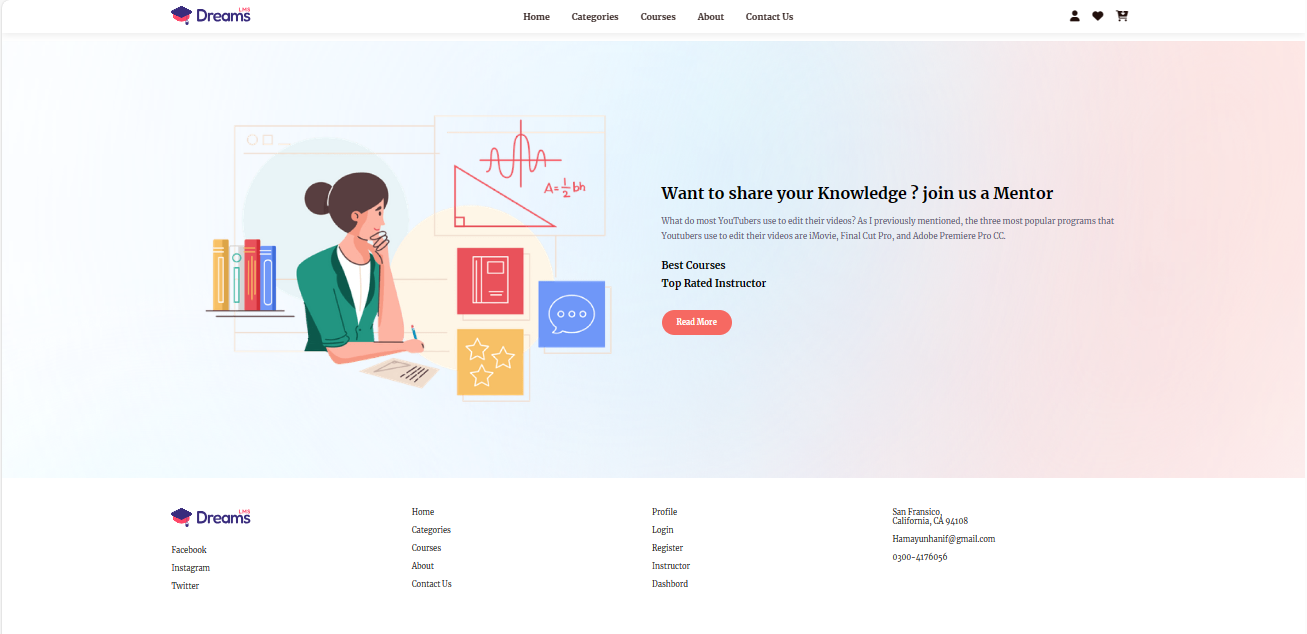 Dreams LMS
Home Categories Courses About Contact Us
A=1/2 bh
Want to share your Knowledge ? join us a Mentor
What do most YouTubers use to edit their videos? As I previously mentioned, the three most popular programs that
Youtubers use to edit their videos are iMovie, Final Cut Pro, and Adobe Premiere Pro CC.
Best Courses
Top Rated Instructor
Read More
Dreams LMS
Facebook
Instagram
Twitter
Home
Categories
Courses
About
Contact Us
Profile
Login
Register
Instructor
Dashbord
San Fransico,
California, CA 94108
Hamayunhanif@gmail.com
0300-4176056